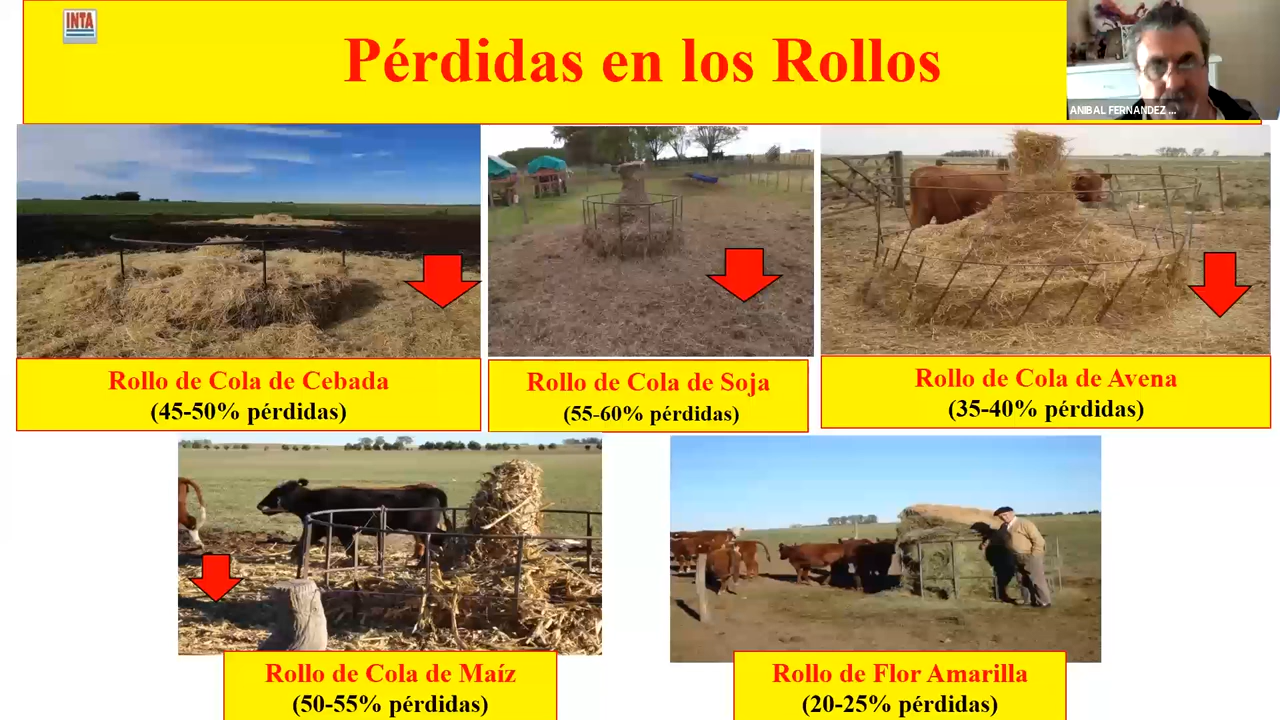 INTA
Pérdidas en los Rollos
ANIBAL FERNANDEZ ...
Rollo de Cola de Cebada
(45-50% pérdidas)
Rollo de Cola de Soja
(55-60% pérdidas)
Rollo de Cola de Avena
(35-40% pérdidas)
Rollo de Cola de Maíz
(50-55% pérdidas)
Rollo de Flor Amarilla
(20-25% pérdidas)